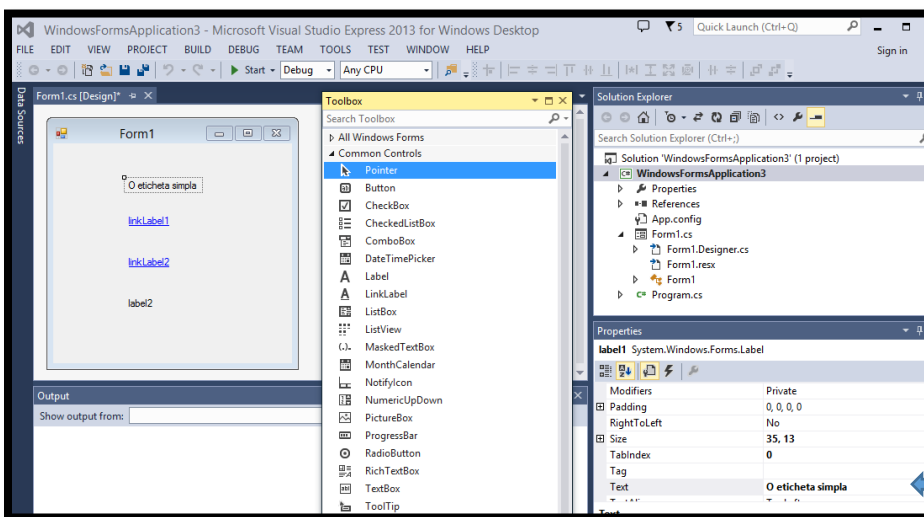 WindowsFormsApplication3 - Microsoft Visual Studio Express 2013 for Windows Desktop
5
Quick Launch (Ctrl+Q)
FILE EDIT VIEW PROJECT BUILD DEBUG TEAM TOOLS TEST WINDOW HELP
Sign in
Start Debug Any CPU
Data Sources
Form1.cs [Design]*
Form1
O eticheta simpla
linkLabel1
linkLabel2
label2
Output
Show output from:
Toolbox
Search Toolbox
All Windows Forms
Common Controls
Pointer
Button
CheckBox
CheckedListBox
ComboBox
DateTimePicker
Label
LinkLabel
ListBox
ListView
MaskedTextBox
MonthCalendar
NotifyIcon
NumericUpDown
PictureBox
ProgressBar
RadioButton
RichTextBox
TextBox
ToolTip
Solution Explorer
Search Solution Explorer (Ctrl+;)
Solution 'WindowsFormsApplication3' (1 project)
WindowsFormsApplication3
Properties
References
App.config
Form1.cs
Form1.Designer.cs
Form1.resx
Form1
Program.cs
Properties
label1 System.Windows.Forms.Label
Modifiers Private
Padding 0, 0, 0, 0
RightToLeft No
Size 35, 13
TabIndex 0
Tag
Text O eticheta simpla